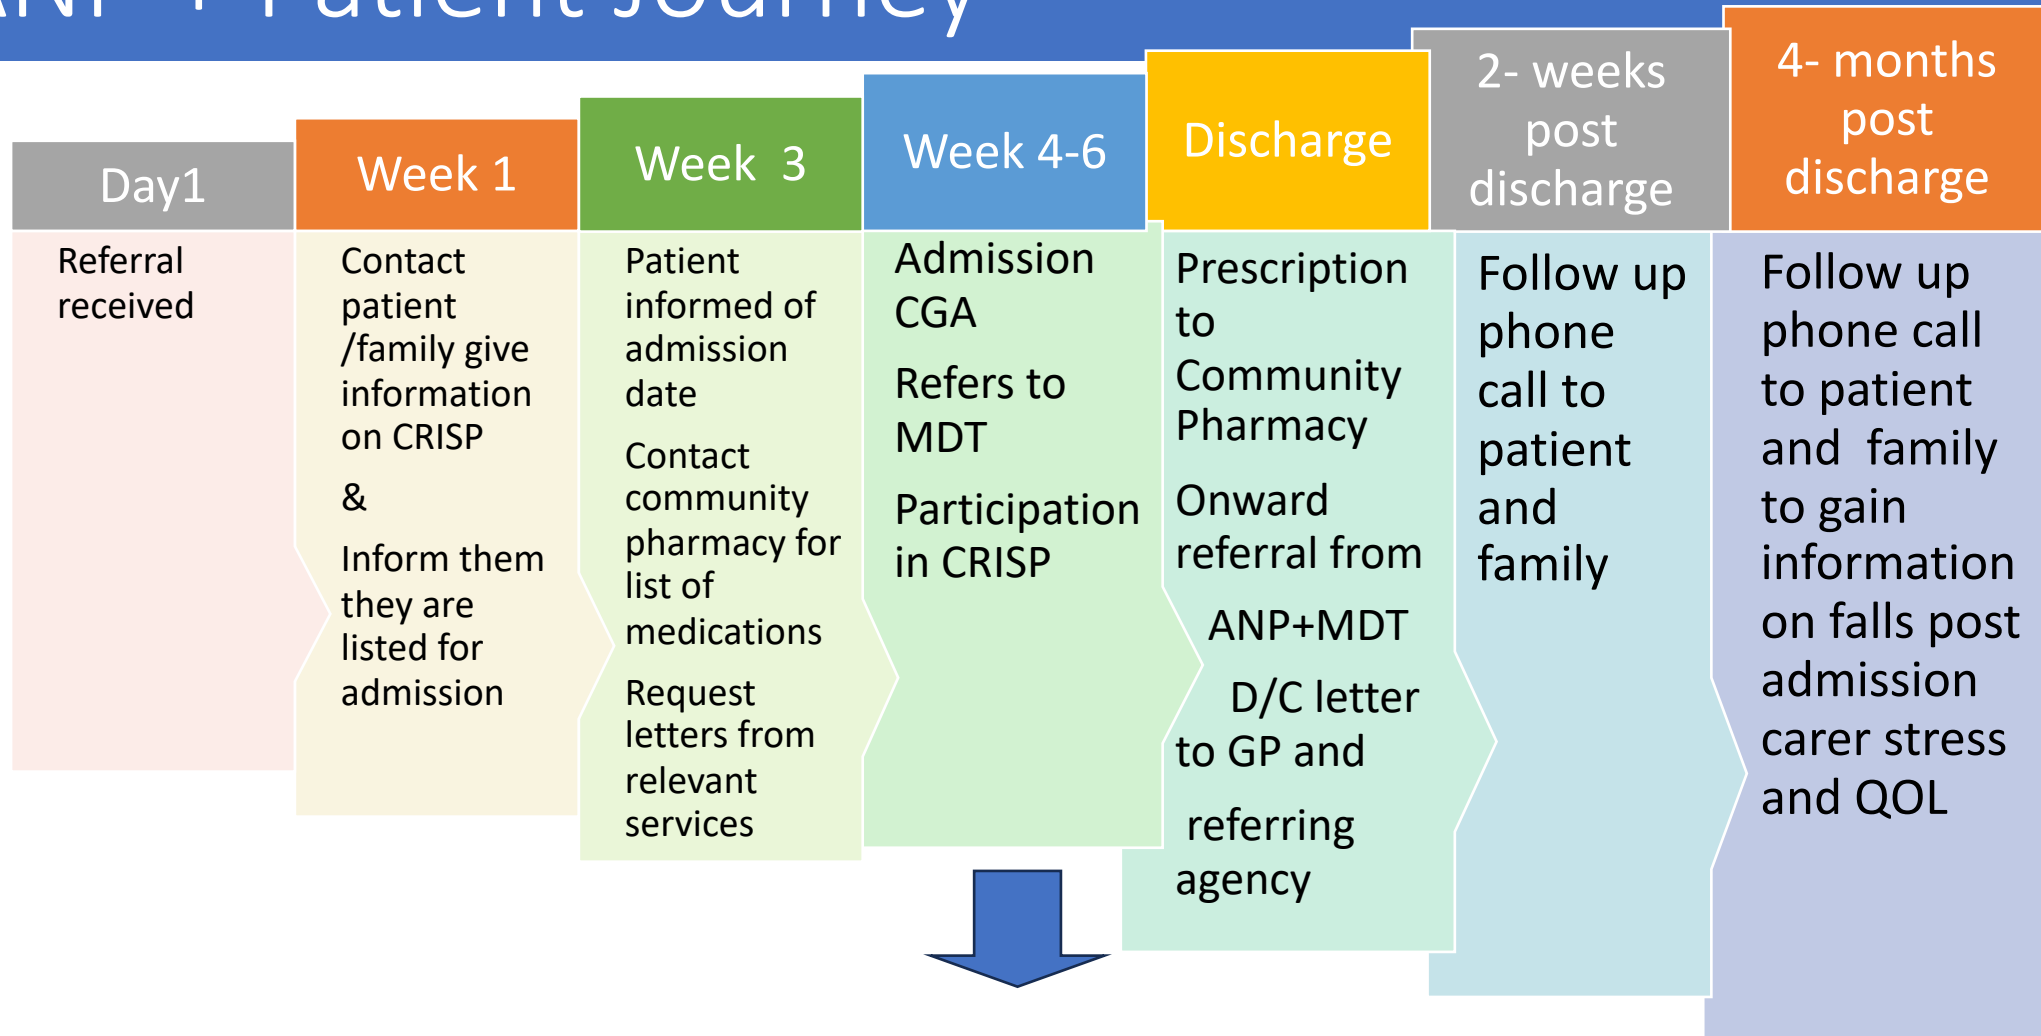 ANP + Patient Journey
Day1
Referral
received
Week 1
Contact
patient
/family give
information
on CRISP
&
Inform them
they are
listed for
admission
Week 3
Patient
informed of
admission
date
Contact
community
pharmacy for
list of
medications
Request
letters from
relevant
services
Week 4-6
Admission
CGA
Refers to
MDT
Participation
in CRISP
Discharge
Prescription
to
Community
Pharmacy
Onward
referral from
ANP+MDT
D/C letter
to GP and
referring
agency
2- weeks
post
discharge
Follow up
phone
call to
patient
and
family
4- months
post
discharge
Follow up
phone call
to patient
and family
to gain
information
on falls post
admission
carer stress
and QOL